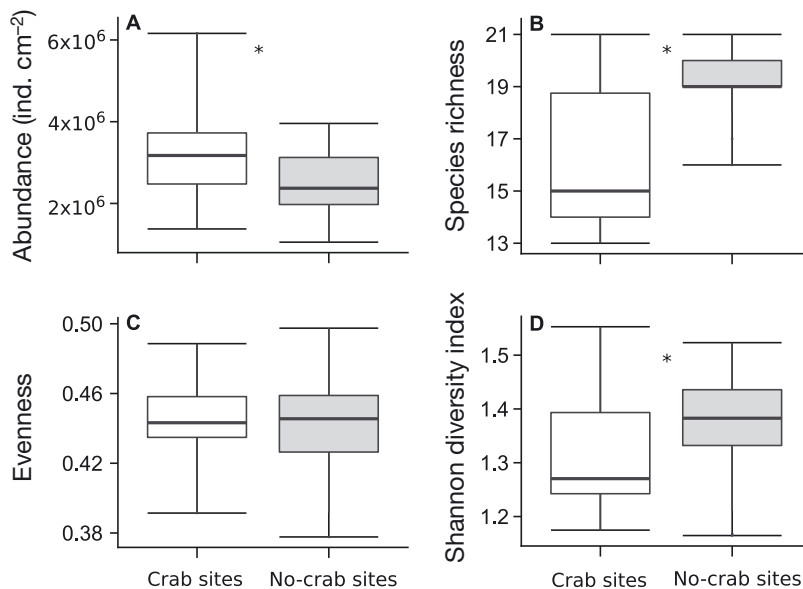 A
Abundance (ind. cm⁻²)
6x10⁶
4x10⁶
2x10⁶
*
B
Species richness
21
19
17
15
13
*
C
Evenness
0.50
0.46
0.42
0.38
Crab sites No-crab sites
D
Shannon diversity index
1.5
1.4
1.3
1.2
*
Crab sites No-crab sites